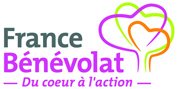 France
Bénévolat
Du coeur à l'action